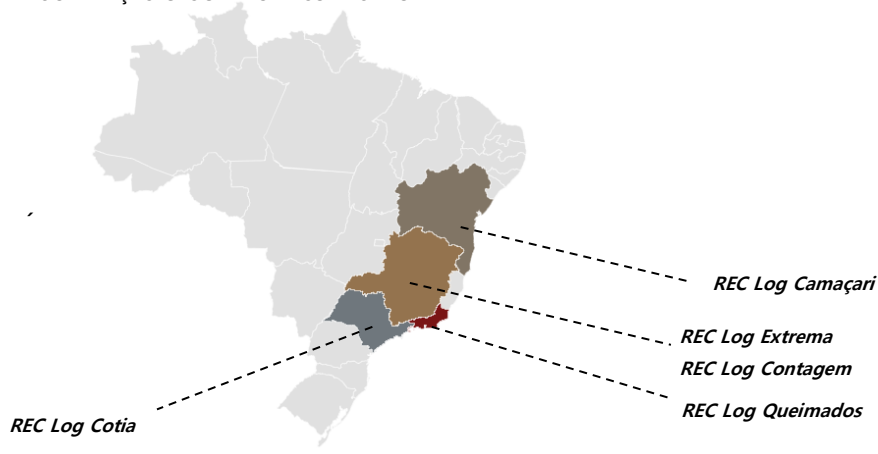 REC Log Camaçari
REC Log Extrema
REC Log Contagem
REC Log Queimados
REC Log Cotia